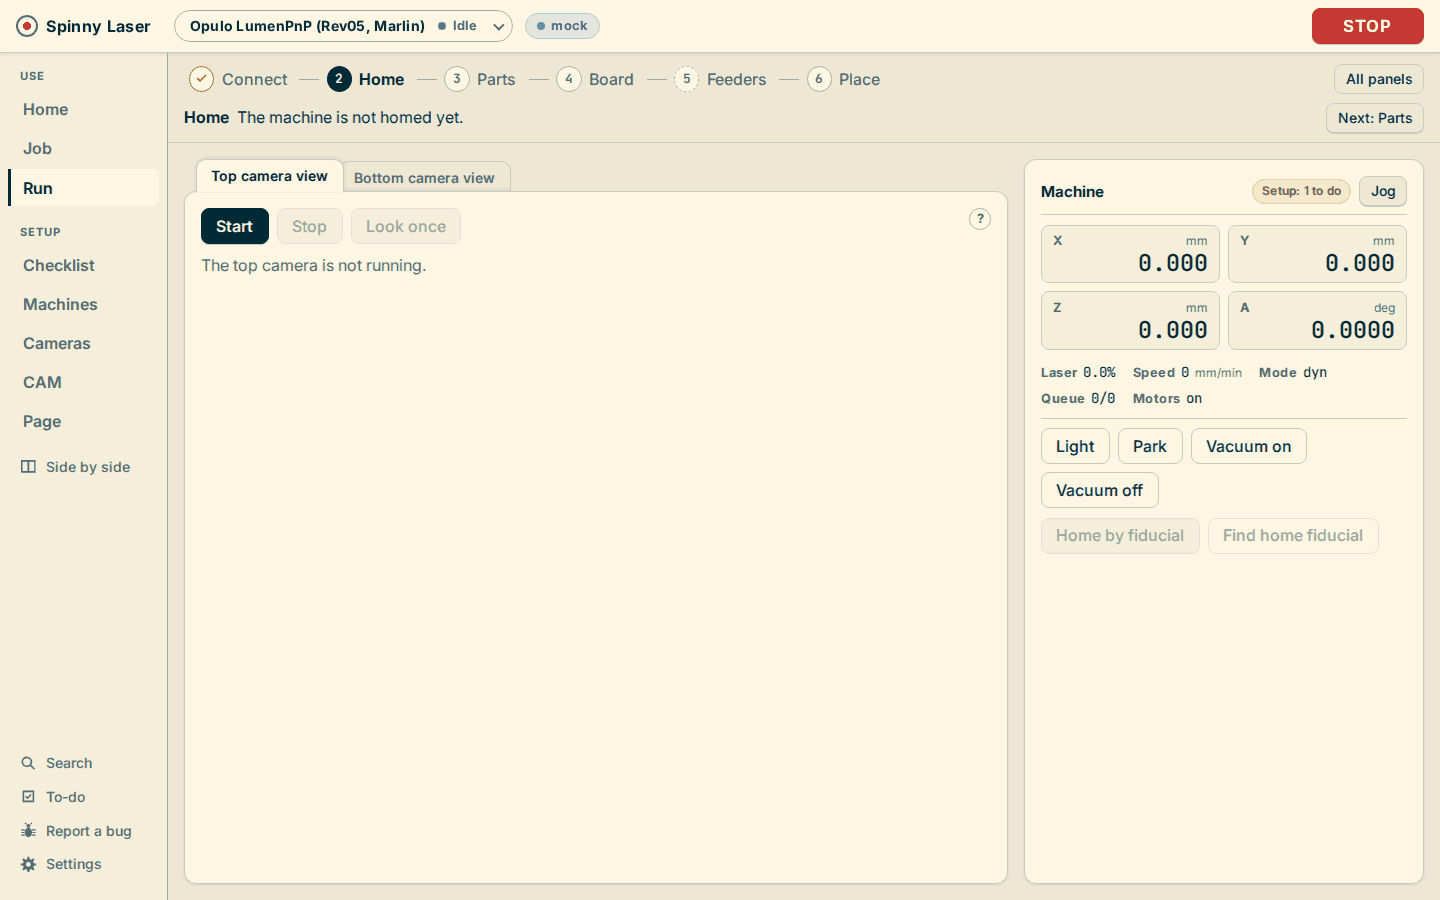 Spinny Laser
Opulo LumenPnP (Rev05, Marlin) Idle
mock
STOP
USE
Home
Job
Run
SETUP
Checklist
Machines
Cameras
CAM
Page
Side by side
Search
To-do
Report a bug
Settings
Connect
2 Home
3 Parts
4 Board
5 Feeders
6 Place
All panels
Home The machine is not homed yet.
Next: Parts
Top camera view
Bottom camera view
Start
Stop
Look once
?
The top camera is not running.
Machine
Setup: 1 to do
Jog
X mm
0.000
Y mm
0.000
Z mm
0.000
A deg
0.0000
Laser 0.0% Speed 0 mm/min Mode dyn
Queue 0/0 Motors on
Light
Park
Vacuum on
Vacuum off
Home by fiducial
Find home fiducial